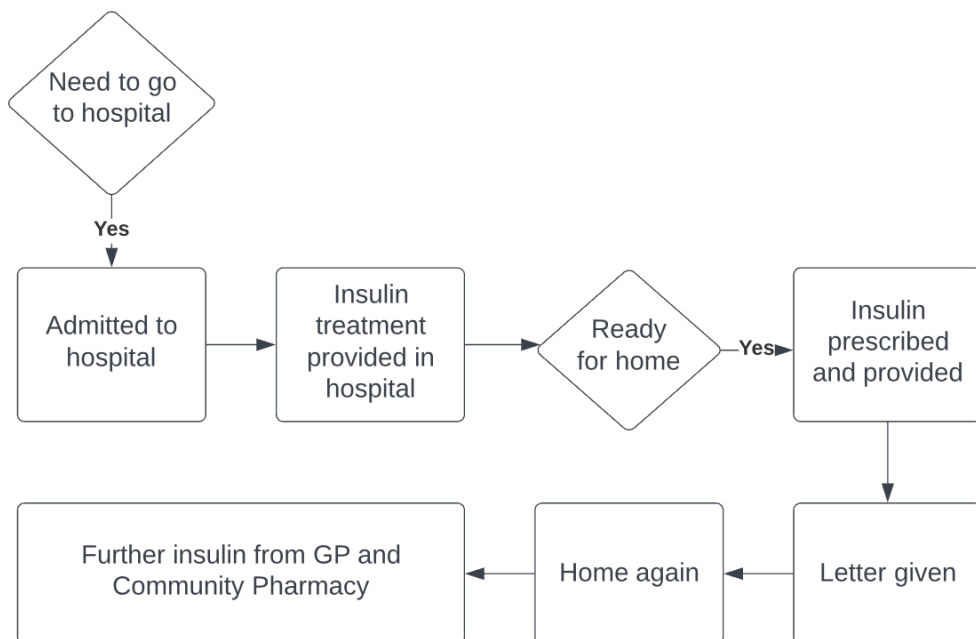 Need to go
to hospital
Yes
Admitted to
hospital
Insulin
treatment
provided in
hospital
Ready
for home
Yes
Insulin
prescribed
and provided
Letter given
Home again
Further insulin from GP and
Community Pharmacy